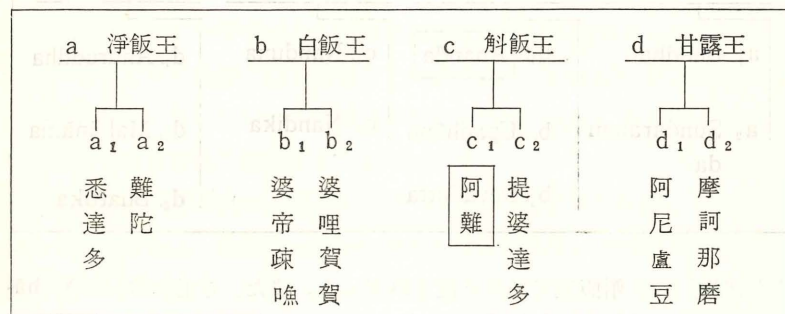 a 淨飯王
b 白飯王
c 斛飯王
d 甘露王
a₁ a₂
b₁ b₂
c₁ c₂
d₁ d₂
悉達多
難陀
婆帝疎𡁠
婆哩賀賀
阿難
提婆達多
阿尼盧豆
摩訶那磨